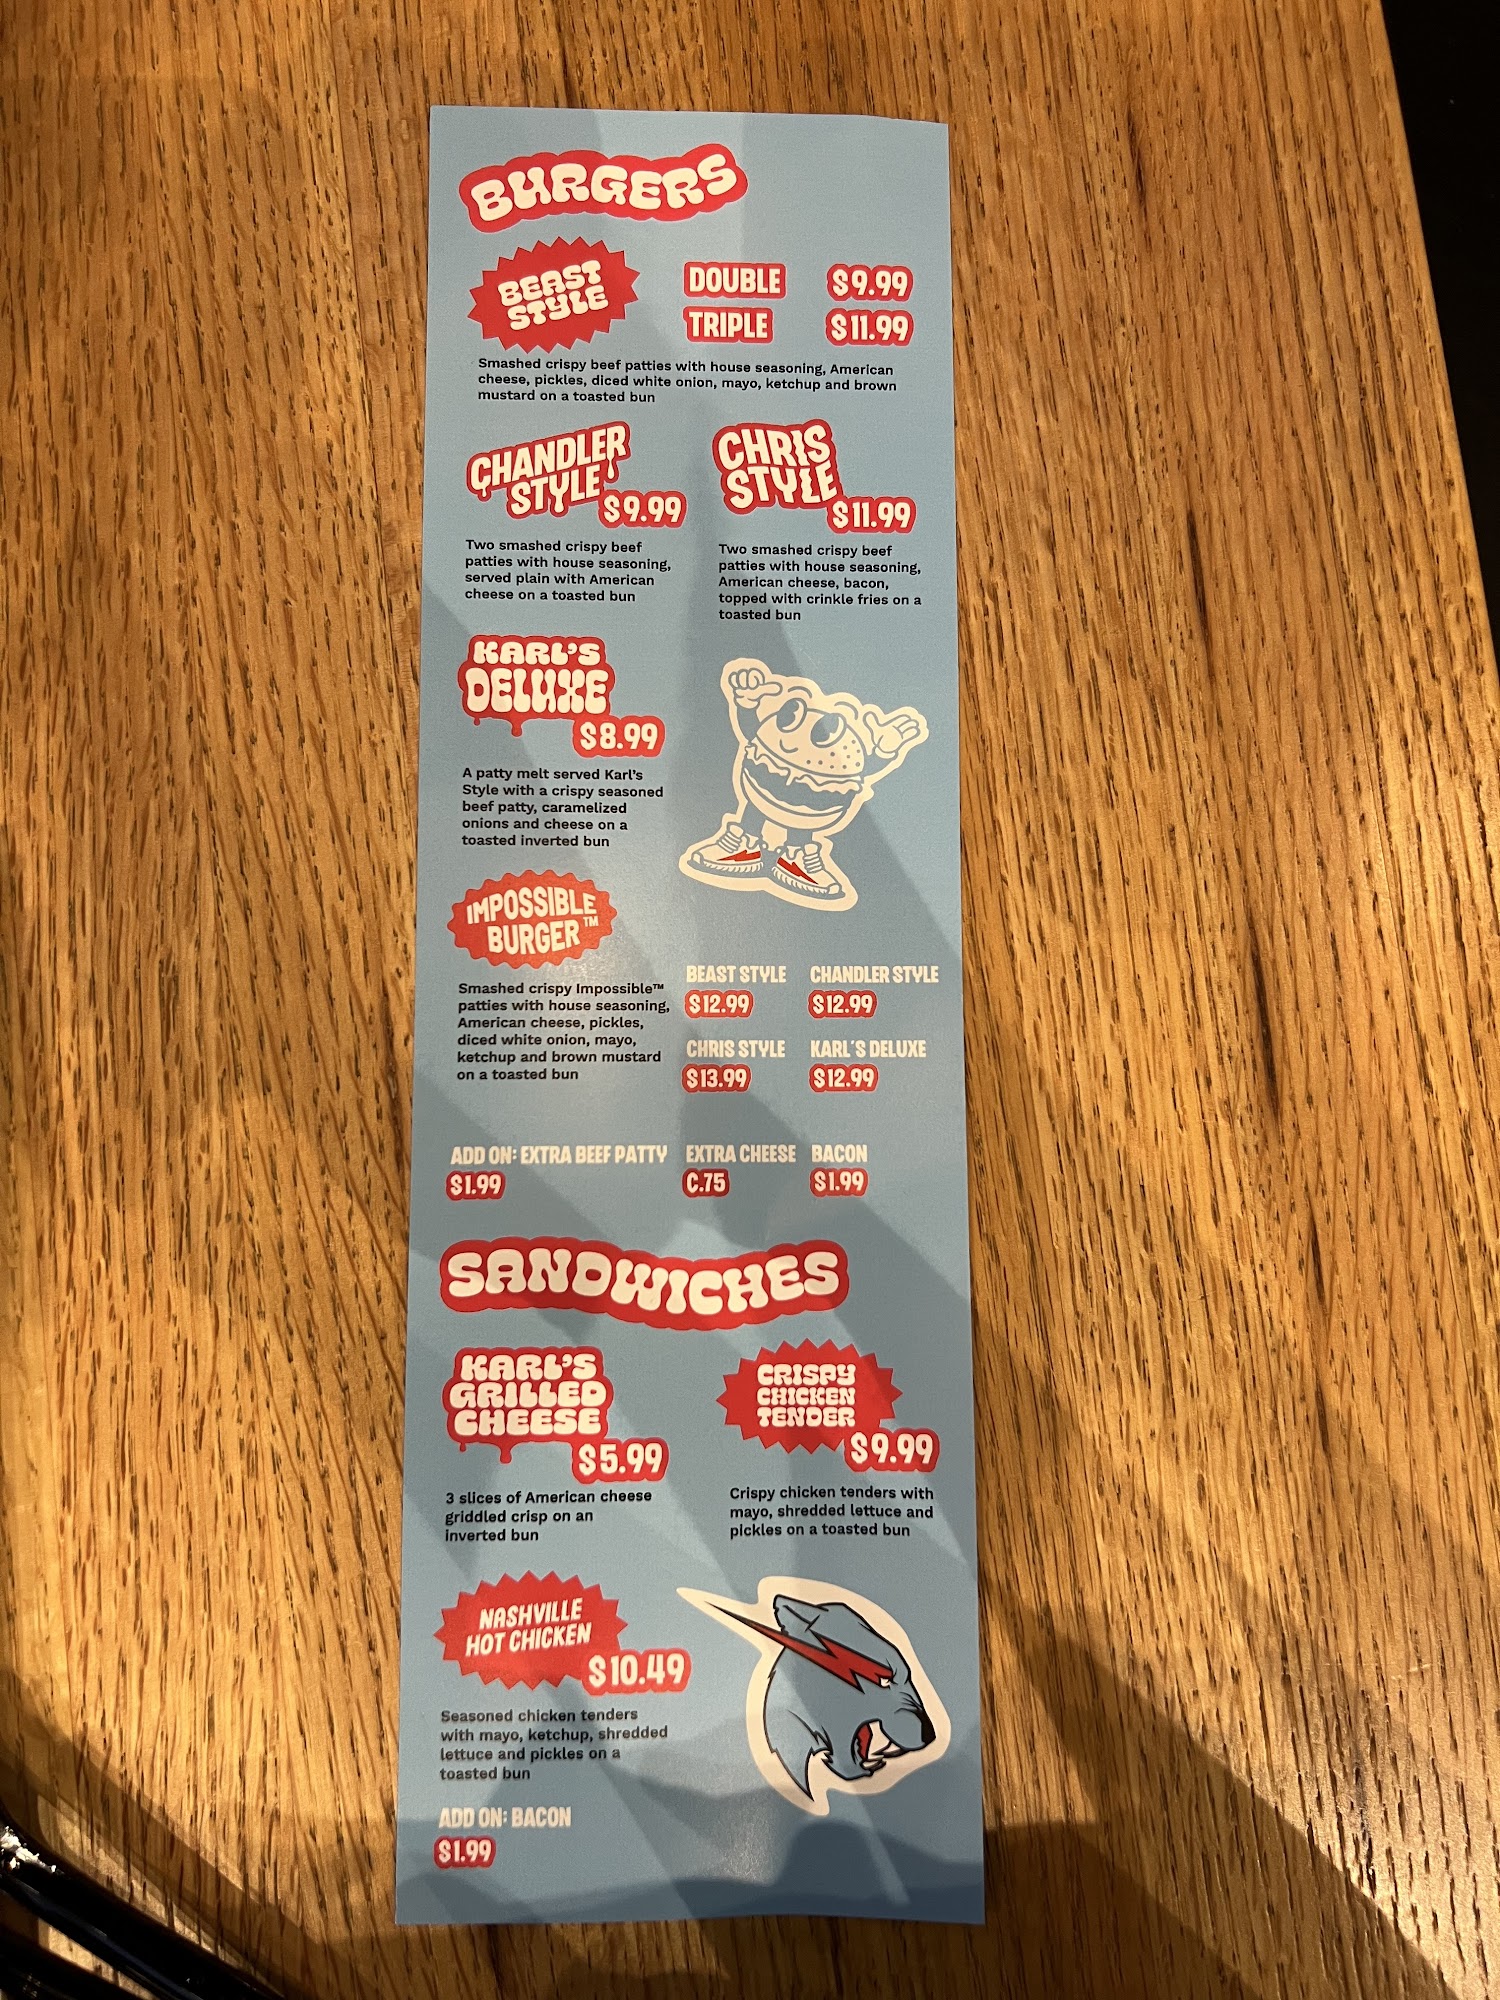 BURGERS
BEAST
STYLE
DOUBLE $9.99
TRIPLE $11.99
Smashed crispy beef patties with house seasoning, American
cheese, pickles, diced white onion, mayo, ketchup and brown
mustard on a toasted bun
CHANDLER
STYLE
$9.99
Two smashed crispy beef
patties with house seasoning,
served plain with American
cheese on a toasted bun
CHRIS
STYLE
$11.99
Two smashed crispy beef
patties with house seasoning,
American cheese, bacon,
topped with crinkle fries on a
toasted bun
KARL'S
DELUXE
$8.99
A patty melt served Karl's
Style with a crispy seasoned
beef patty, caramelized
onions and cheese on a
toasted inverted bun
IMPOSSIBLE
BURGER™
Smashed crispy Impossible™
patties with house seasoning,
American cheese, pickles,
diced white onion, mayo,
ketchup and brown mustard
on a toasted bun
BEAST STYLE CHANDLER STYLE
$12.99 $12.99
CHRIS STYLE KARL'S DELUXE
$13.99 $12.99
ADD ON: EXTRA BEEF PATTY EXTRA CHEESE BACON
$1.99 C.75 $1.99
SANDWICHES
KARL'S
GRILLED
CHEESE
$5.99
3 slices of American cheese
griddled crisp on an
inverted bun
CRISPY
CHICKEN
TENDER
$9.99
Crispy chicken tenders with
mayo, shredded lettuce and
pickles on a toasted bun
NASHVILLE
HOT CHICKEN
$10.49
Seasoned chicken tenders
with mayo, ketchup, shredded
lettuce and pickles on a
toasted bun
ADD ON: BACON
$1.99